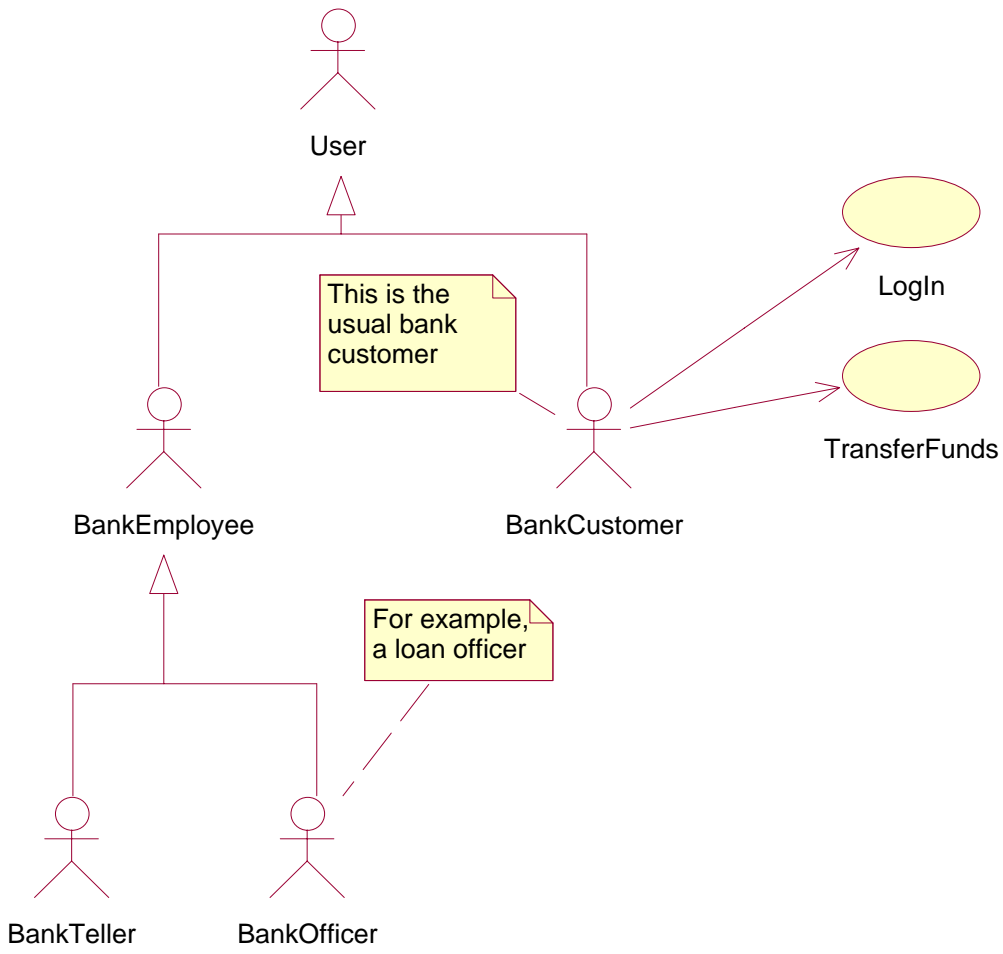 User
This is the
usual bank
customer
LogIn
TransferFunds
BankEmployee
BankCustomer
For example,
a loan officer
BankTeller
BankOfficer